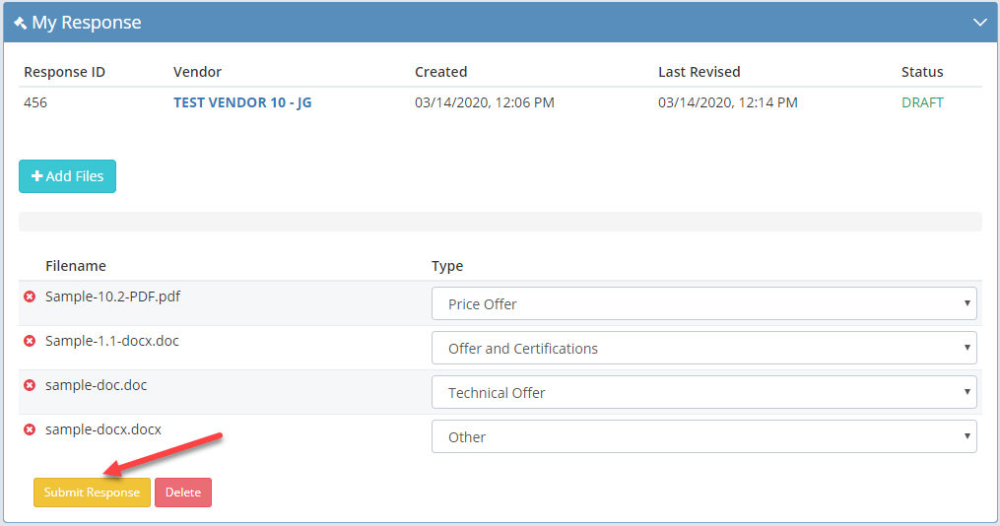 My Response
Response ID Vendor Created Last Revised Status
456 TEST VENDOR 10 - JG 03/14/2020, 12:06 PM 03/14/2020, 12:14 PM DRAFT
Add Files
Filename Type
Sample-10.2-PDF.pdf Price Offer
Sample-1.1-docx.doc Offer and Certifications
sample-doc.doc Technical Offer
sample-docx.docx Other
Submit Response Delete